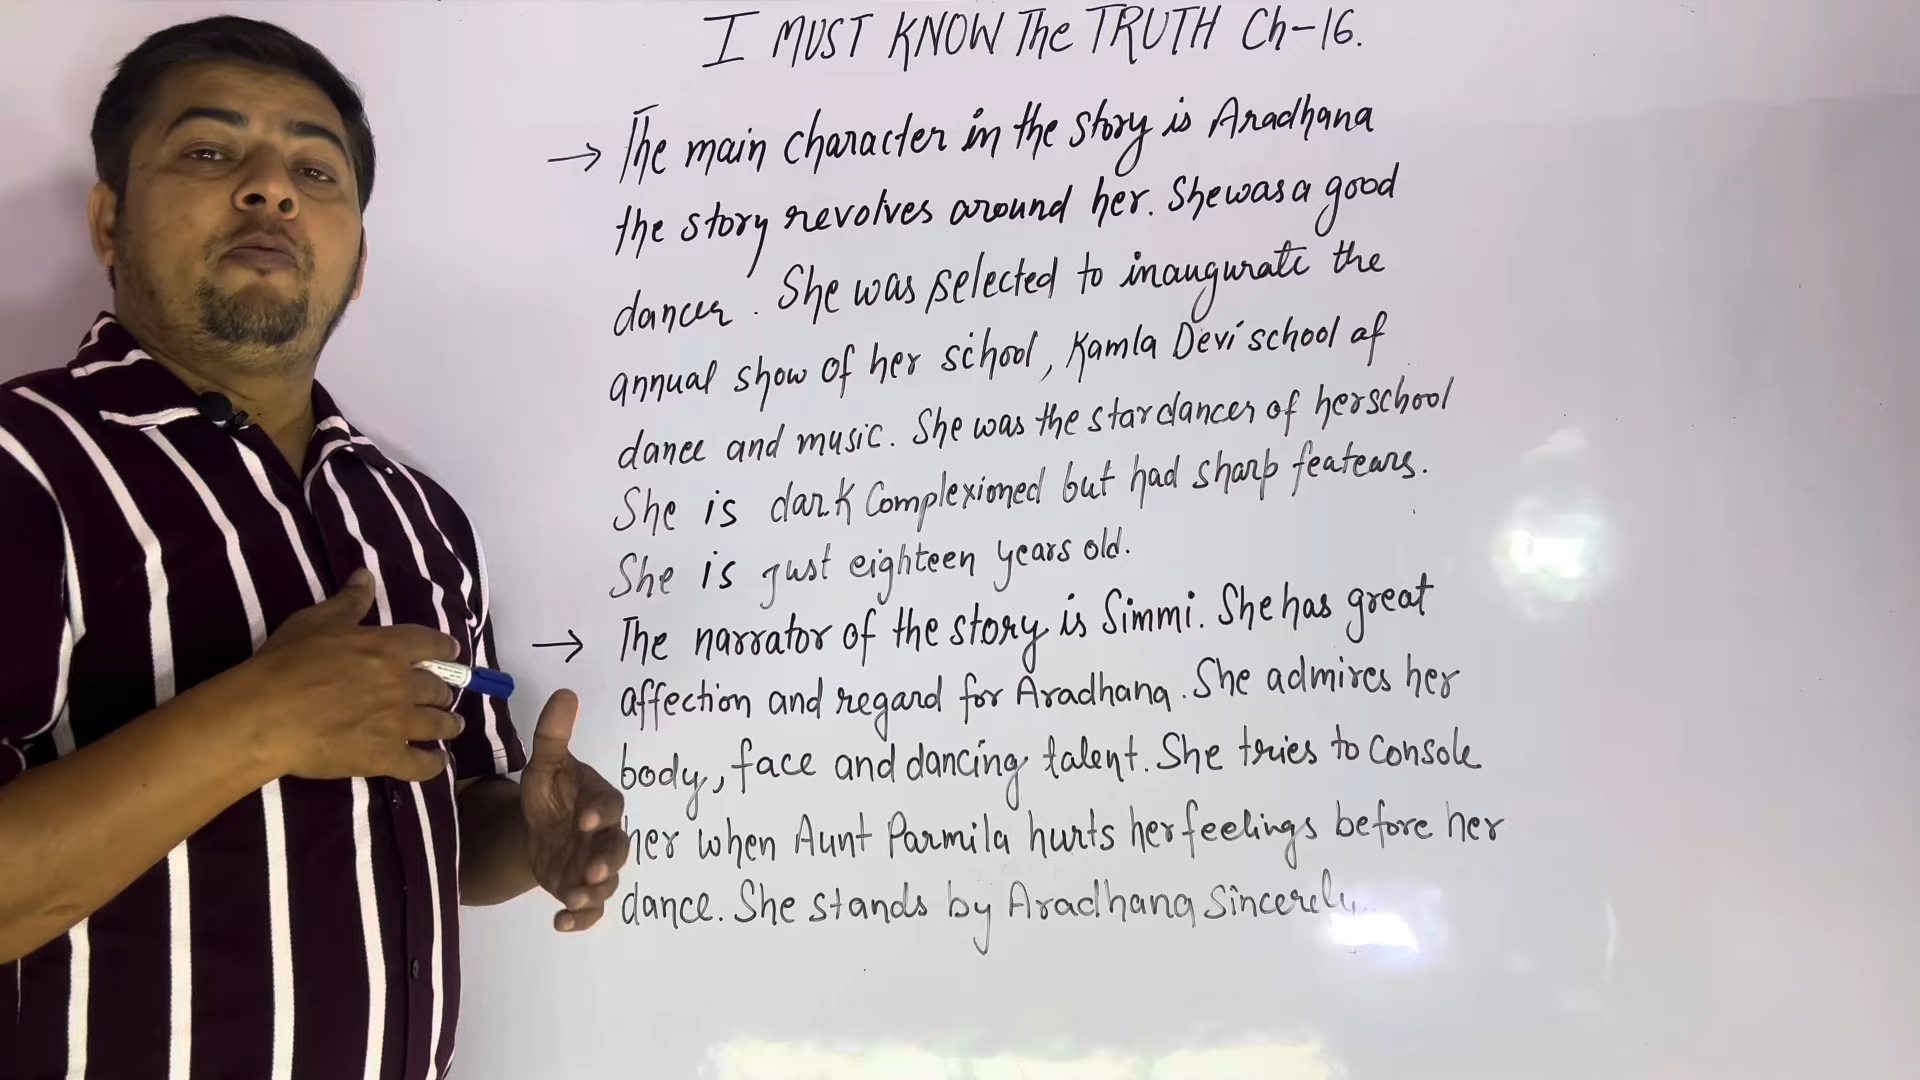 I MUST KNOW The TRUTH Ch-16.
→ The main character in the story is Aradhana
the story revolves around her. She was a good
dancer. She was selected to inaugurate the
annual show of her school, Kamla Devi school of
dance and music. She was the star dancer of her school
She is dark Complexioned but had sharp featears.
She is just eighteen years old.
→ The narrator of the story is Simmi. She has great
affection and regard for Aradhana. She admires her
body, face and dancing talent. She tries to console
her when Aunt Parmila hurts her feelings before her
dance. She stands by Aradhana Sincerely